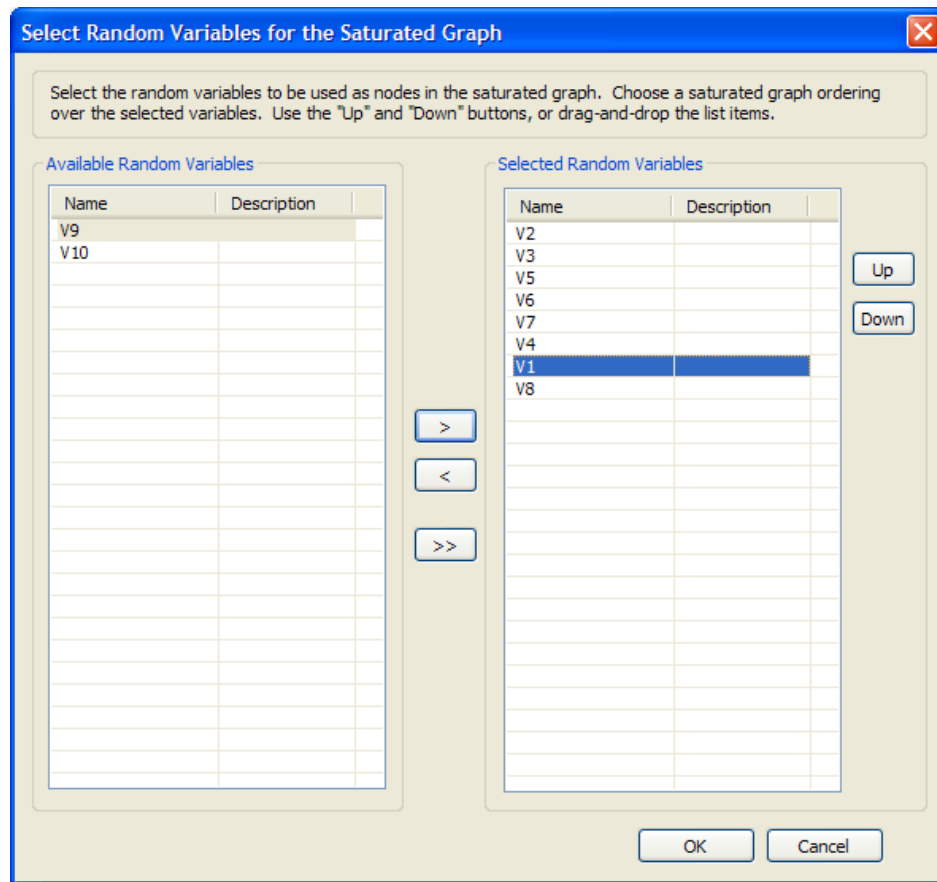 Select Random Variables for the Saturated Graph
Select the random variables to be used as nodes in the saturated graph.  Choose a saturated graph ordering
over the selected variables.  Use the "Up" and "Down" buttons, or drag-and-drop the list items.
Available Random Variables
Name Description
V9
V10
>
<
>>
Selected Random Variables
Name Description
V2
V3
V5
V6
V7
V4
V1
V8
Up
Down
OK Cancel